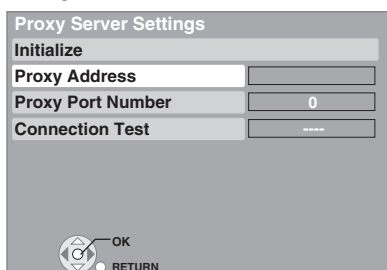 Proxy Server Settings
Initialize
Proxy Address
Proxy Port Number 0
Connection Test ----
OK
RETURN